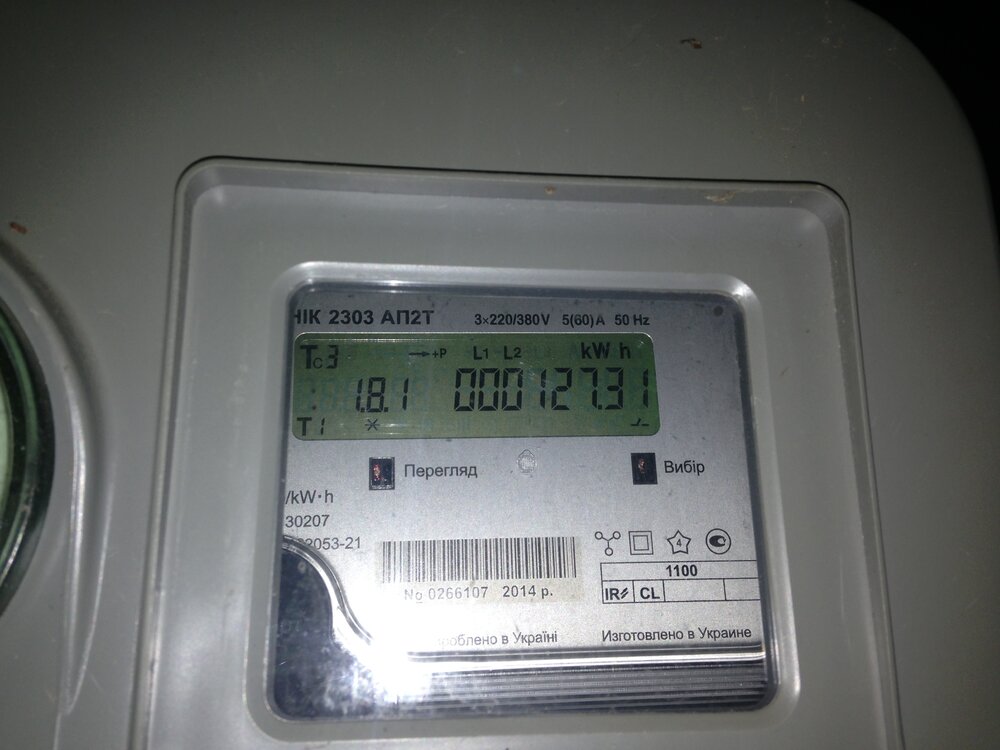 НІК 2303 АП2Т 3×220/380V 5(60)A 50 Hz
Tc3 →+P L1 L2 kW h
1.8.1 000127.31
T1
Перегляд Вибір
/kW·h
30207
2053-21
4
1100
№ 0266107 2014 р.
IR CL
в Україні Изготовлено в Украине